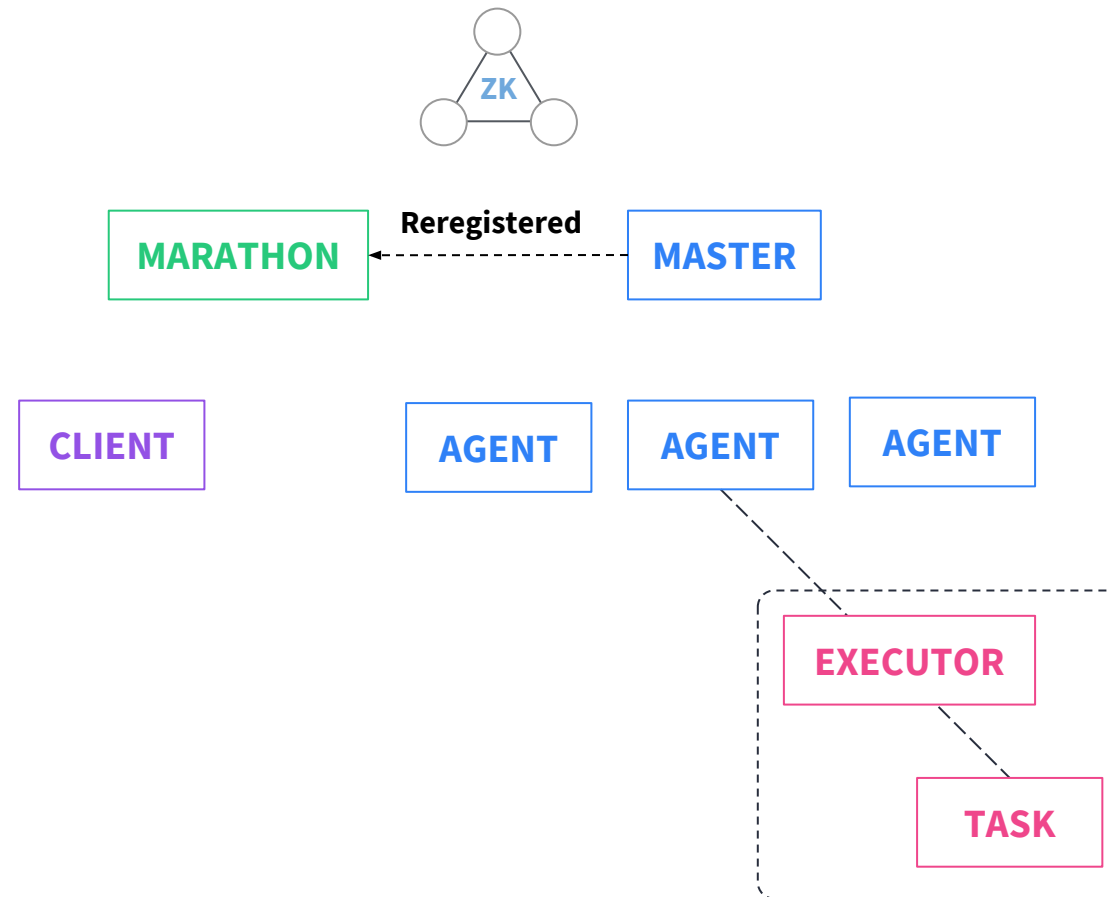 ZK
Reregistered
MARATHON
MASTER
CLIENT
AGENT
AGENT
AGENT
EXECUTOR
TASK